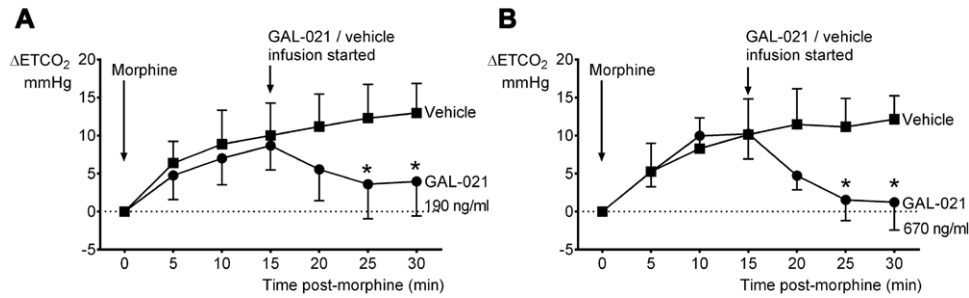 A
GAL-021 / vehicle
infusion started
ΔETCO2
mmHg
Morphine
20
15
10
5
0
-5
Vehicle
*
*
GAL-021
190 ng/ml
0
5
10
15
20
25
30
Time post-morphine (min)
B
GAL-021 / vehicle
infusion started
ΔETCO2
mmHg
Morphine
20
15
10
5
0
-5
Vehicle
*
*
GAL-021
670 ng/ml
0
5
10
15
20
25
30
Time post-morphine (min)